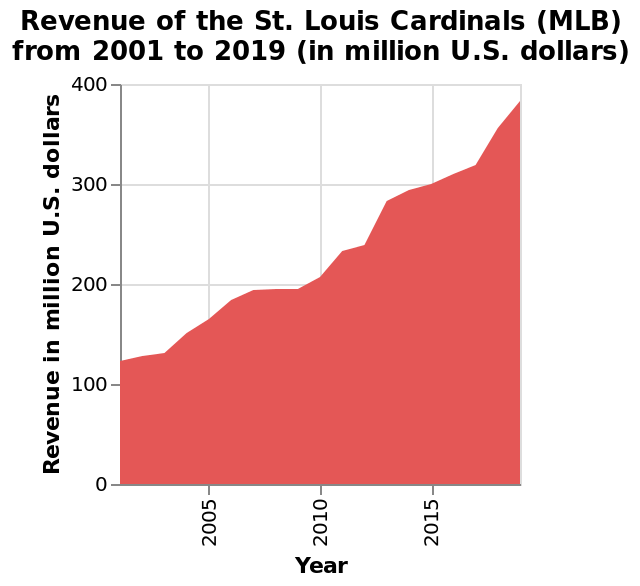 Revenue of the St. Louis Cardinals (MLB)
from 2001 to 2019 (in million U.S. dollars)
400
300
200
100
0
Revenue in million U.S. dollars
2005
2010
2015
Year